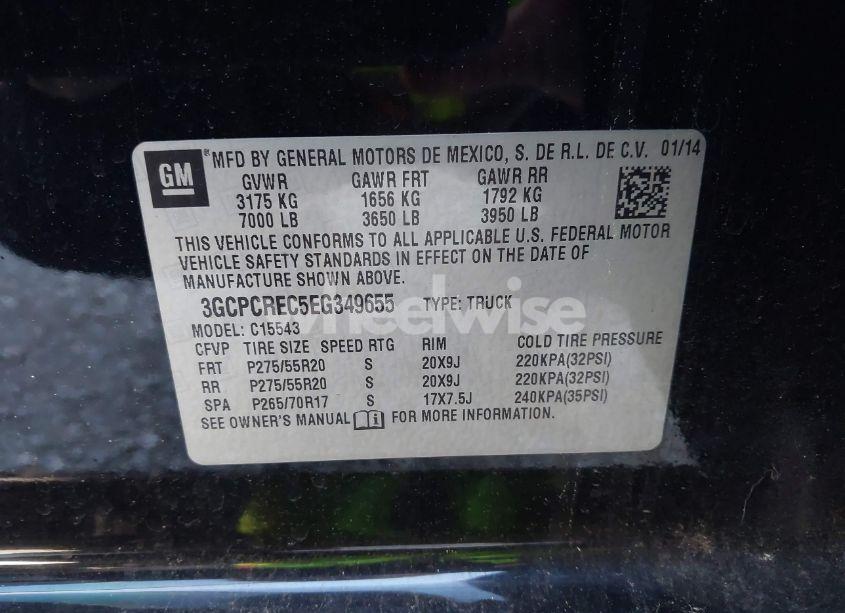 GM
® MFD BY GENERAL MOTORS DE MEXICO, S. DE R.L. DE C.V. 01/14
GVWR GAWR FRT GAWR RR
3175 KG 1656 KG 1792 KG
7000 LB 3650 LB 3950 LB
THIS VEHICLE CONFORMS TO ALL APPLICABLE U.S. FEDERAL MOTOR
VEHICLE SAFETY STANDARDS IN EFFECT ON THE DATE OF
MANUFACTURE SHOWN ABOVE.
3GCPCREC5EG349655 TYPE: TRUCK
wheelwise
MODEL: C15543
CFVP TIRE SIZE SPEED RTG RIM COLD TIRE PRESSURE
FRT P275/55R20 S 20X9J 220KPA(32PSI)
RR P275/55R20 S 20X9J 220KPA(32PSI)
SPA P265/70R17 S 17X7.5J 240KPA(35PSI)
SEE OWNER'S MANUAL i FOR MORE INFORMATION.